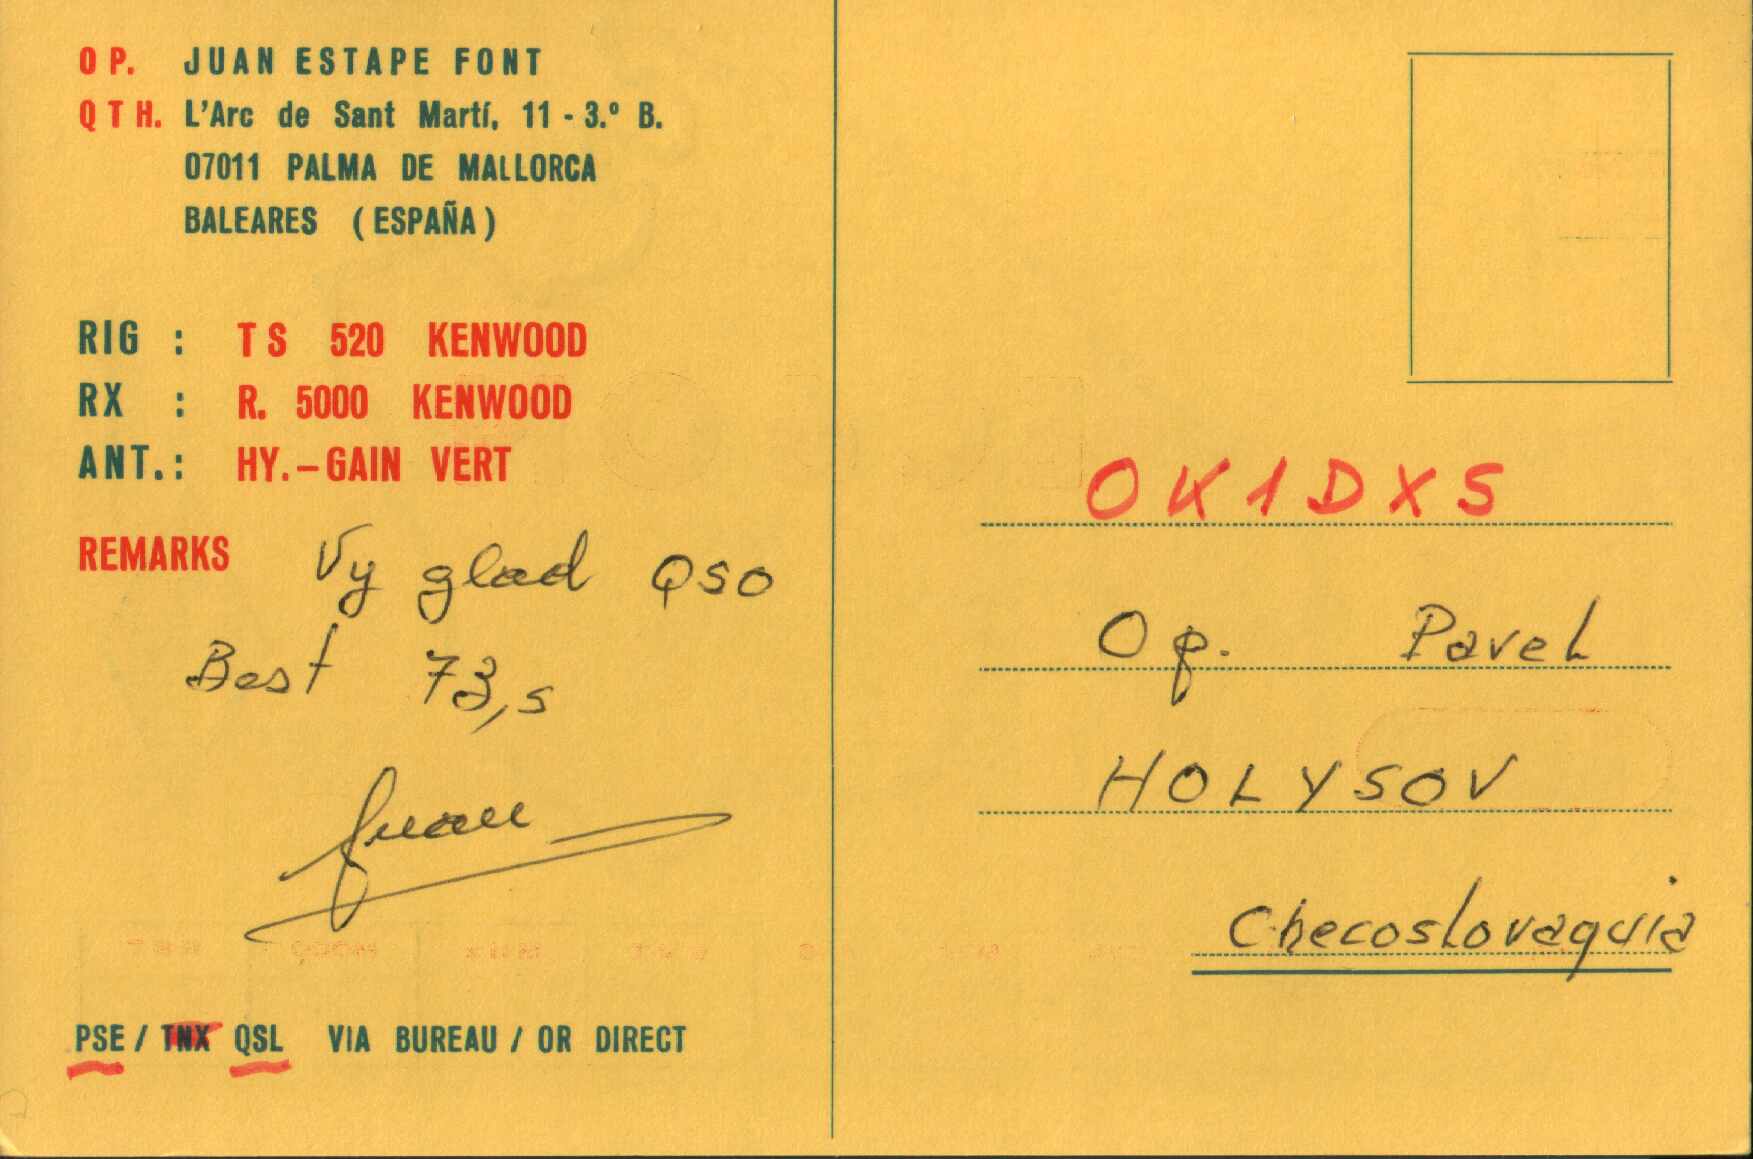 OP. JUAN ESTAPE FONT
QTH. L'Arc de Sant Martí, 11 - 3.º B.
07011 PALMA DE MALLORCA
BALEARES (ESPAÑA)
RIG : TS 520 KENWOOD
RX : R. 5000 KENWOOD
ANT.: HY.-GAIN VERT
REMARKS Vy glad QSO
Best 73,s
Juan
PSE / TNX QSL VIA BUREAU / OR DIRECT
OK1DXS
Op. Pavel
HOLYSOV
Checoslovaquia